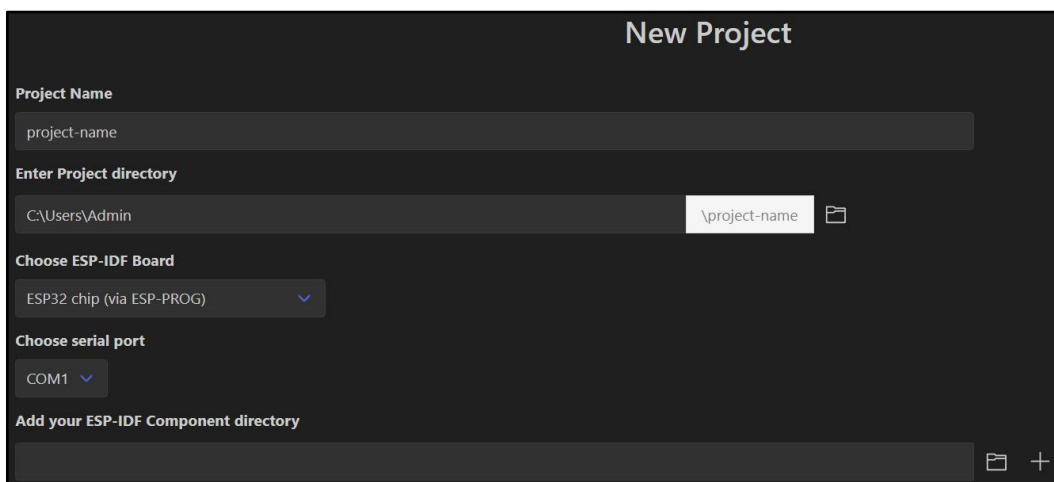 New Project
Project Name
project-name
Enter Project directory
C:\Users\Admin \project-name
Choose ESP-IDF Board
ESP32 chip (via ESP-PROG)
Choose serial port
COM1
Add your ESP-IDF Component directory